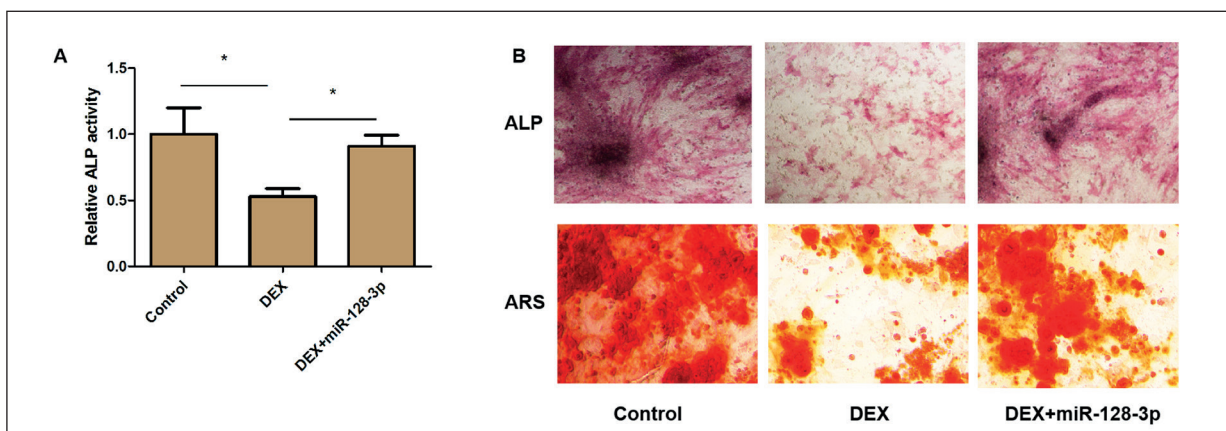 A
Relative ALP activity
1.5
1.0
0.5
0.0
*
*
Control
DEX
DEX+miR-128-3p
B
ALP
ARS
Control
DEX
DEX+miR-128-3p